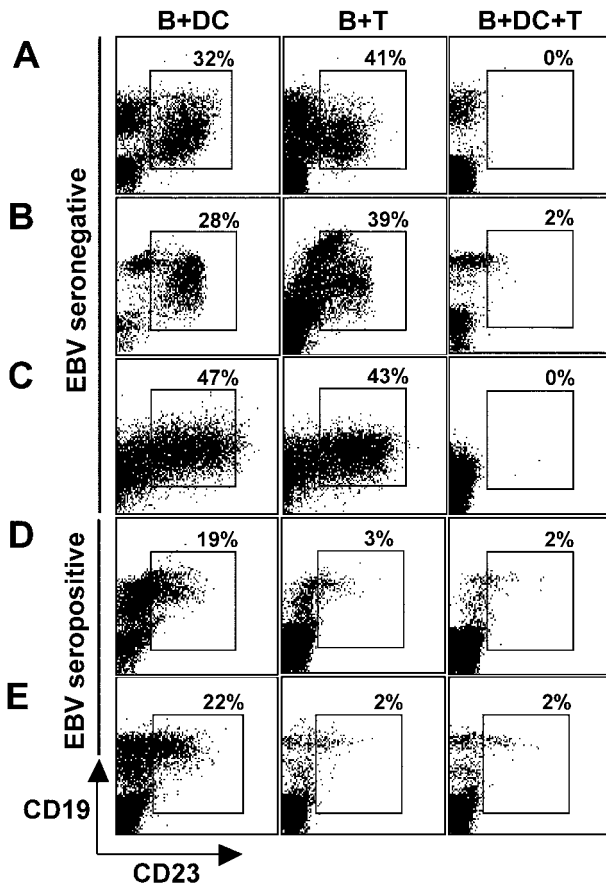 B+DC B+T B+DC+T
A
32% 41% 0%
B
28% 39% 2%
EBV seronegative
C
47% 43% 0%
D
19% 3% 2%
EBV seropositive
E
22% 2% 2%
CD19
CD23